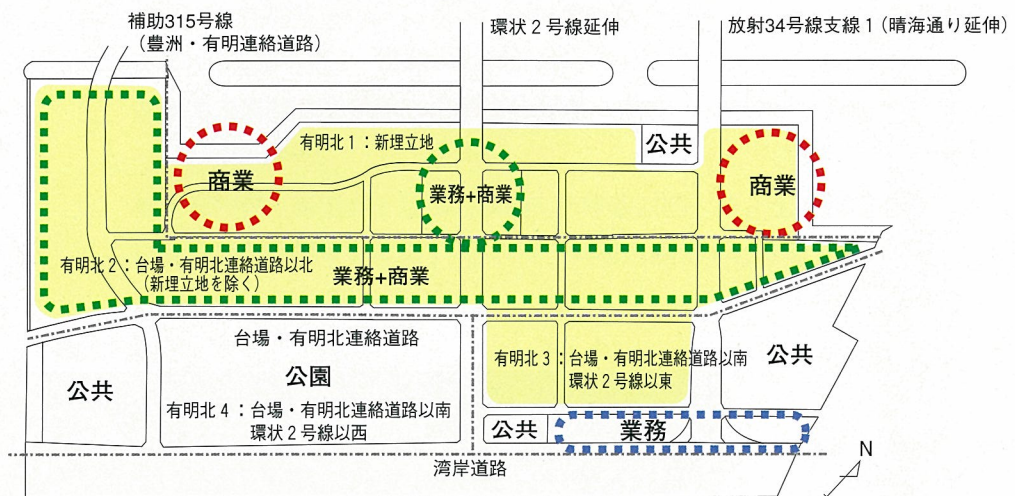 補助315号線
(豊洲・有明連絡道路)
環状2号線延伸
放射34号線支線1(晴海通り延伸)
有明北1:新埋立地
公共
商業
業務+商業
商業
有明北2:台場・有明北連絡道路以北
(新埋立地を除く)
業務+商業
台場・有明北連絡道路
有明北3:台場・有明北連絡道路以南
環状2号線以東
公共
公共
公園
有明北4:台場・有明北連絡道路以南
環状2号線以西
公共
業務
湾岸道路
N